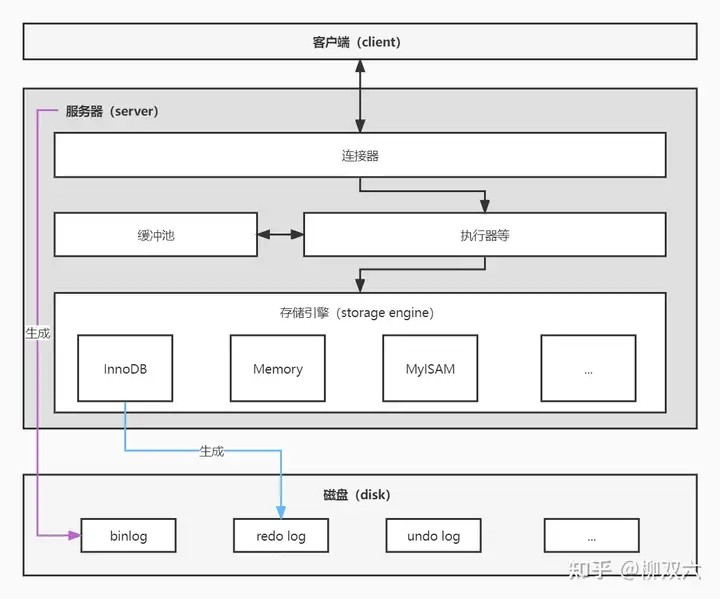 客户端（client）
服务器（server）
连接器
缓冲池
执行器等
存储引擎（storage engine）
生成
InnoDB
Memory
MyISAM
...
生成
磁盘（disk）
binlog
redo log
undo log
...
知乎 @柳双六